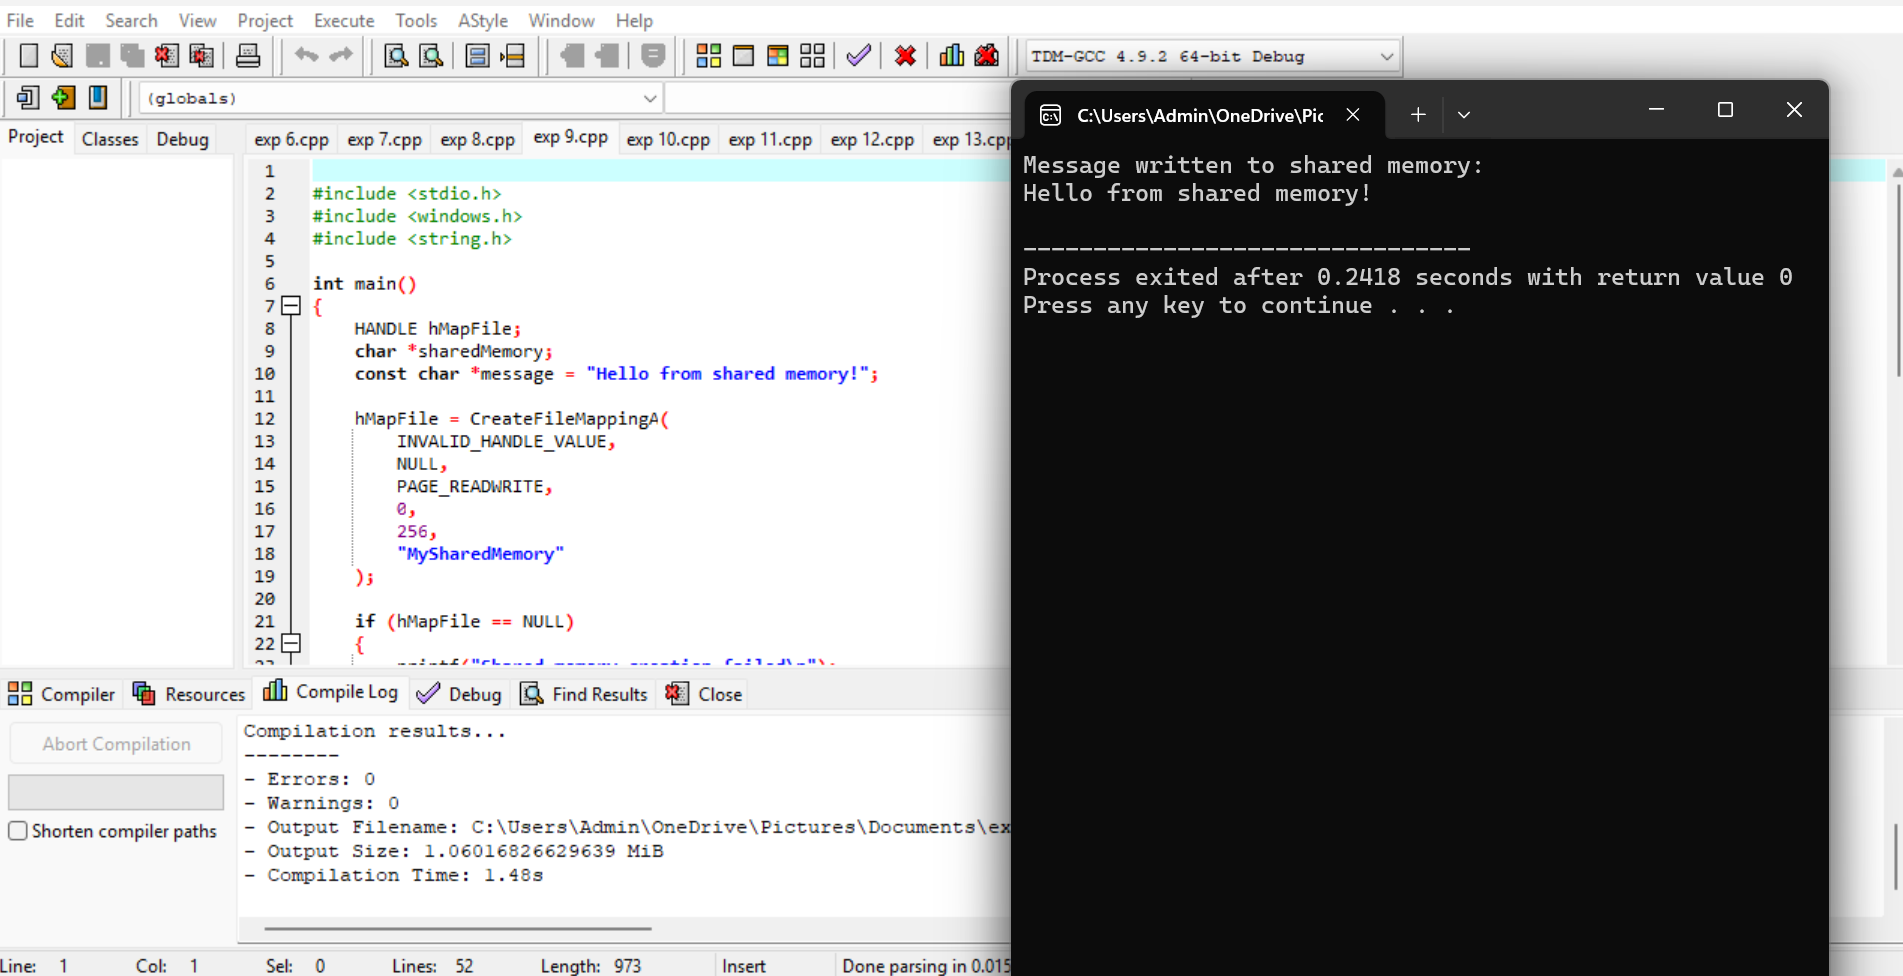 File Edit Search View Project Execute Tools AStyle Window Help
TDM-GCC 4.9.2 64-bit Debug
(globals)
Project Classes Debug
exp 6.cpp exp 7.cpp exp 8.cpp exp 9.cpp exp 10.cpp exp 11.cpp exp 12.cpp exp 13.cpp
1
2 #include <stdio.h>
3 #include <windows.h>
4 #include <string.h>
5
6 int main()
7 {
8 HANDLE hMapFile;
9 char *sharedMemory;
10 const char *message = "Hello from shared memory!";
11
12 hMapFile = CreateFileMappingA(
13 INVALID_HANDLE_VALUE,
14 NULL,
15 PAGE_READWRITE,
16 0,
17 256,
18 "MySharedMemory"
19 );
20
21 if (hMapFile == NULL)
22 {
23 printf("Shared memory creation failed\n");
C:\Users\Admin\OneDrive\Pic
Message written to shared memory:
Hello from shared memory!
--------------------------------
Process exited after 0.2418 seconds with return value 0
Press any key to continue . . .
Compiler Resources Compile Log Debug Find Results Close
Abort Compilation
Shorten compiler paths
Compilation results...
--------
- Errors: 0
- Warnings: 0
- Output Filename: C:\Users\Admin\OneDrive\Pictures\Documents\ex
- Output Size: 1.06016826629639 MiB
- Compilation Time: 1.48s
Line: 1 Col: 1 Sel: 0 Lines: 52 Length: 973 Insert Done parsing in 0.015